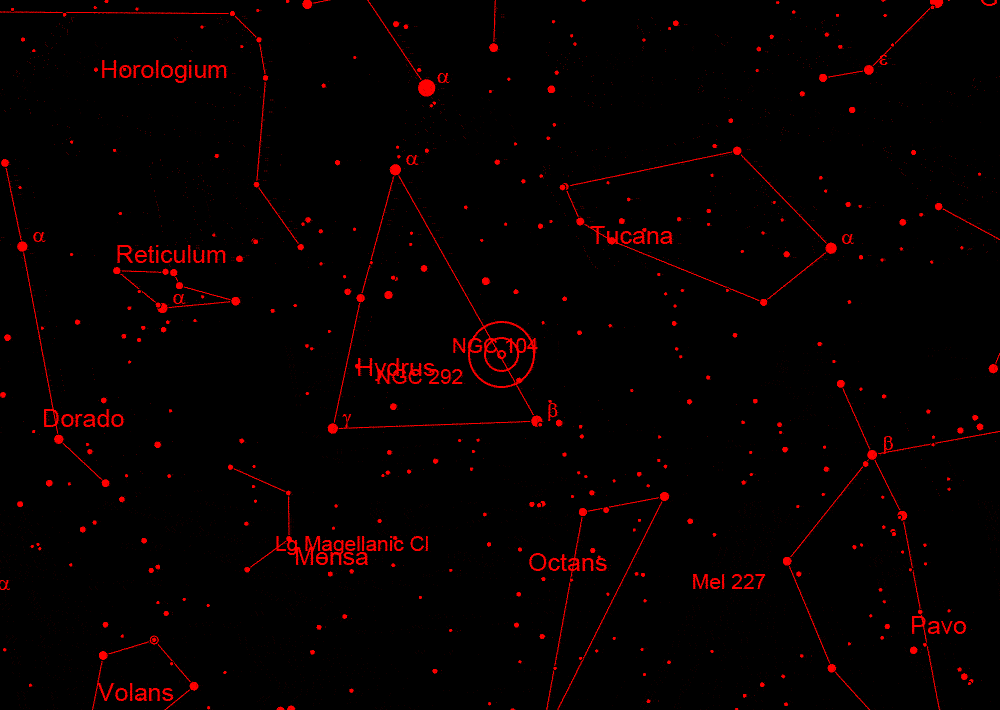 α
ε
Horologium
α
Tucana
α
α
Reticulum
α
NGC 104
Hydrus
NGC 292
Dorado
γ
β
β
Lg Magellanic Cl
Mensa
Octans
Mel 227
α
Pavo
Volans